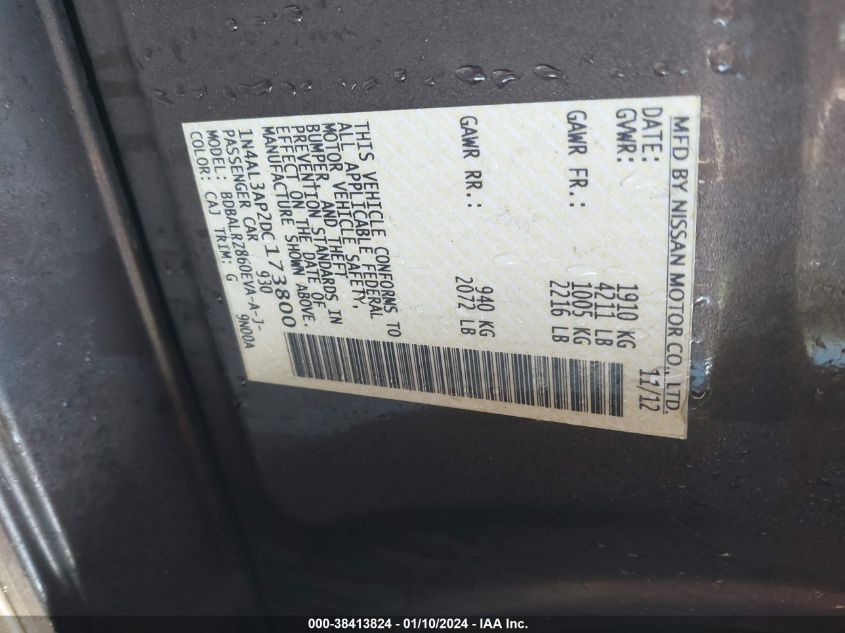 MFD BY NISSAN MOTOR CO., LTD.
DATE: 11/12
GVWR: 1910 KG
4211 LB
GAWR FR.: 1005 KG
2216 LB
GAWR RR.: 940 KG
2072 LB
THIS VEHICLE CONFORMS TO
ALL APPLICABLE FEDERAL
MOTOR VEHICLE SAFETY,
BUMPER, AND THEFT
PREVENTION STANDARDS IN
EFFECT ON THE DATE OF
MANUFACTURE SHOWN ABOVE.
1N4AL3AP2DC173800
PASSENGER CAR 930
MODEL: BDBALRZ860EVA-A-J-
COLOR: CAJ TRIM: G 9N00A
000-38413824 - 01/10/2024 - IAA Inc.